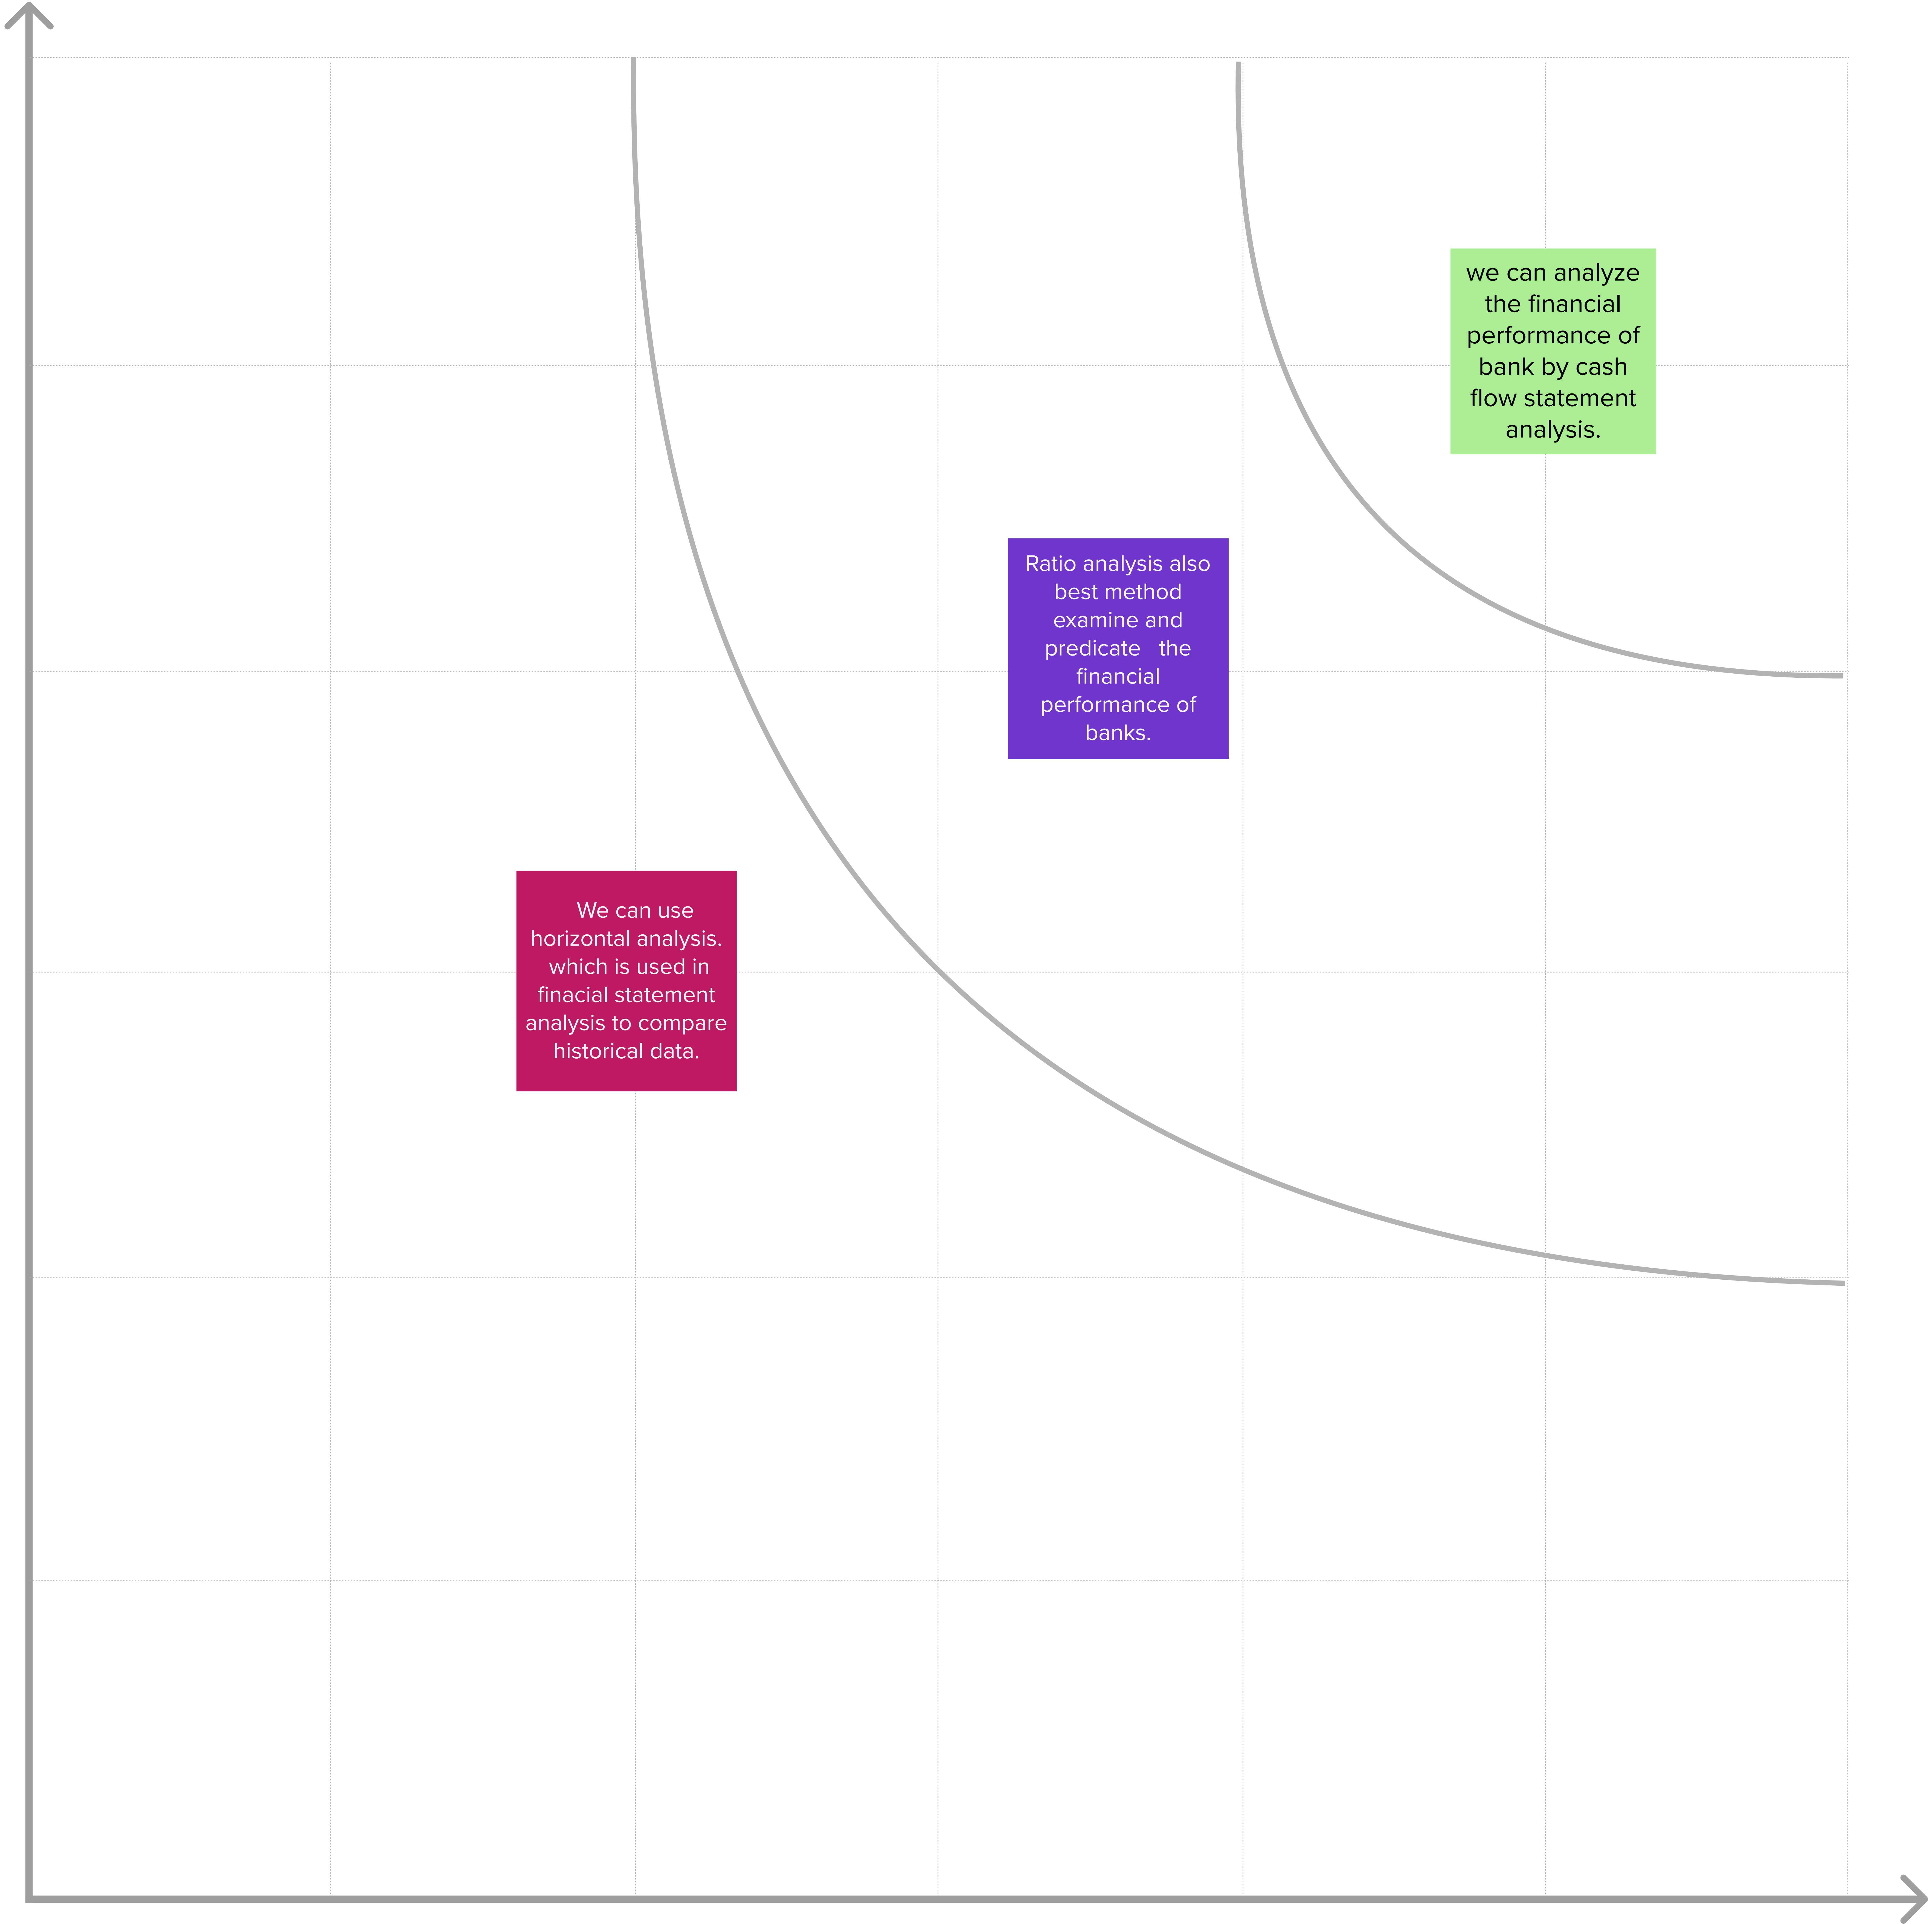 we can analyze
the financial
performance of
bank by cash
flow statement
analysis.
Ratio analysis also
best method
examine and
predicate   the
financial
performance of
banks.
We can use
horizontal analysis.
which is used in
finacial statement
analysis to compare
historical data.